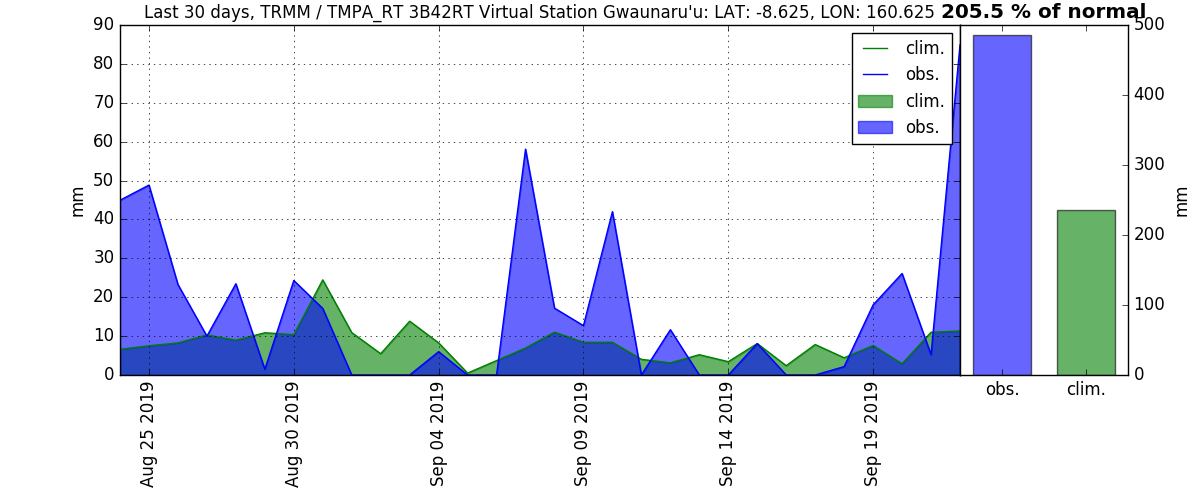 Last 30 days, TRMM / TMPA_RT 3B42RT Virtual Station Gwaunaru'u: LAT: -8.625, LON: 160.625 205.5 % of normal
90
80
70
60
50
40
30
20
10
0
mm
clim.
obs.
clim.
obs.
500
400
300
200
100
0
mm
Aug 25 2019
Aug 30 2019
Sep 04 2019
Sep 09 2019
Sep 14 2019
Sep 19 2019
obs.
clim.